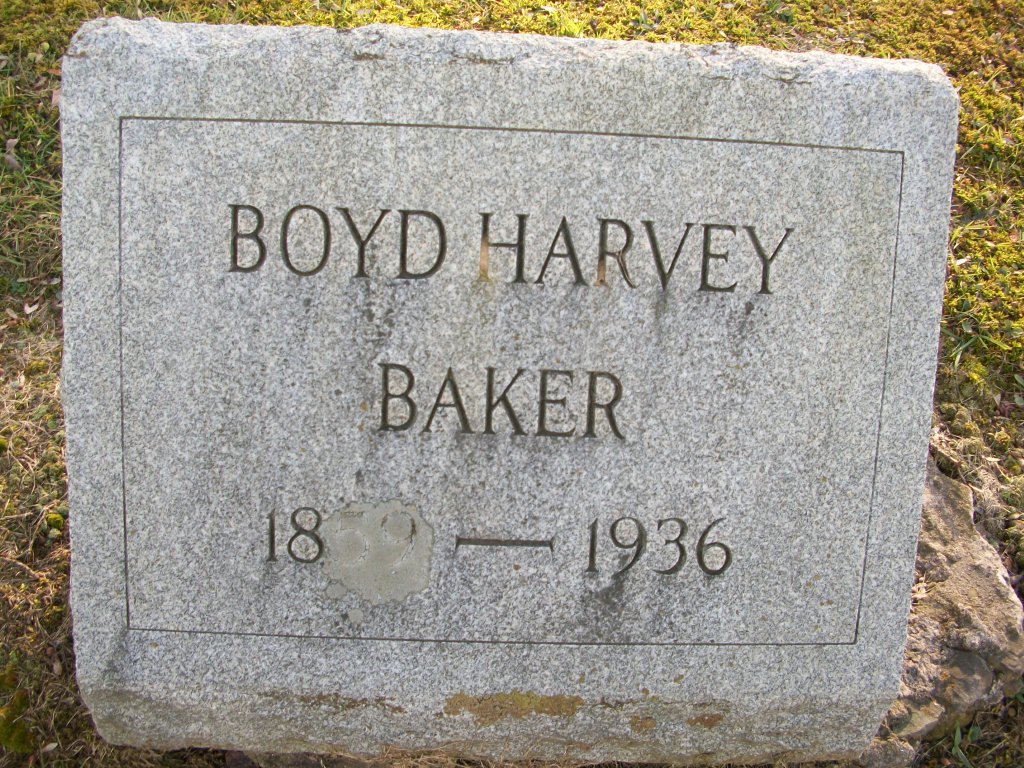 BOYD HARVEY
BAKER
1859 — 1936